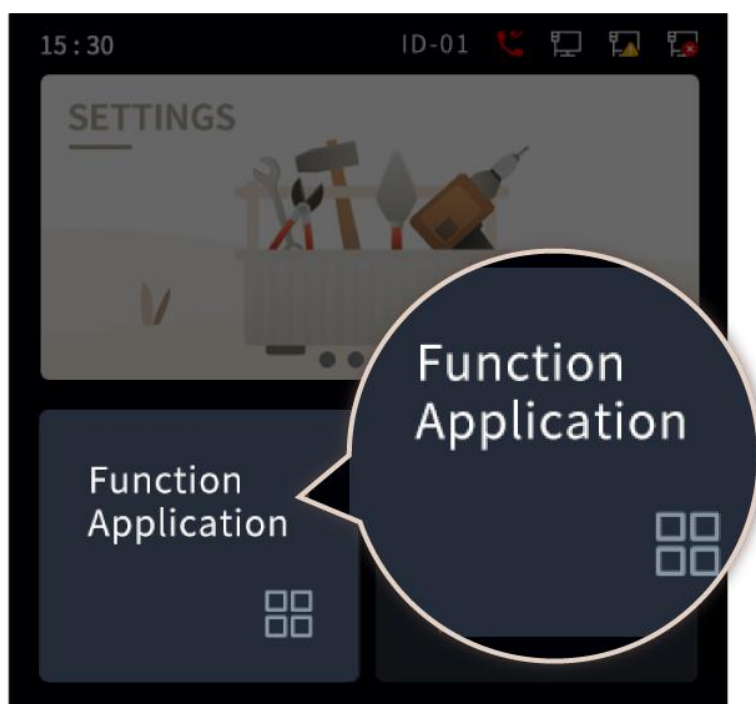 15:30
ID-01
SETTINGS
Function
Application
Function
Application